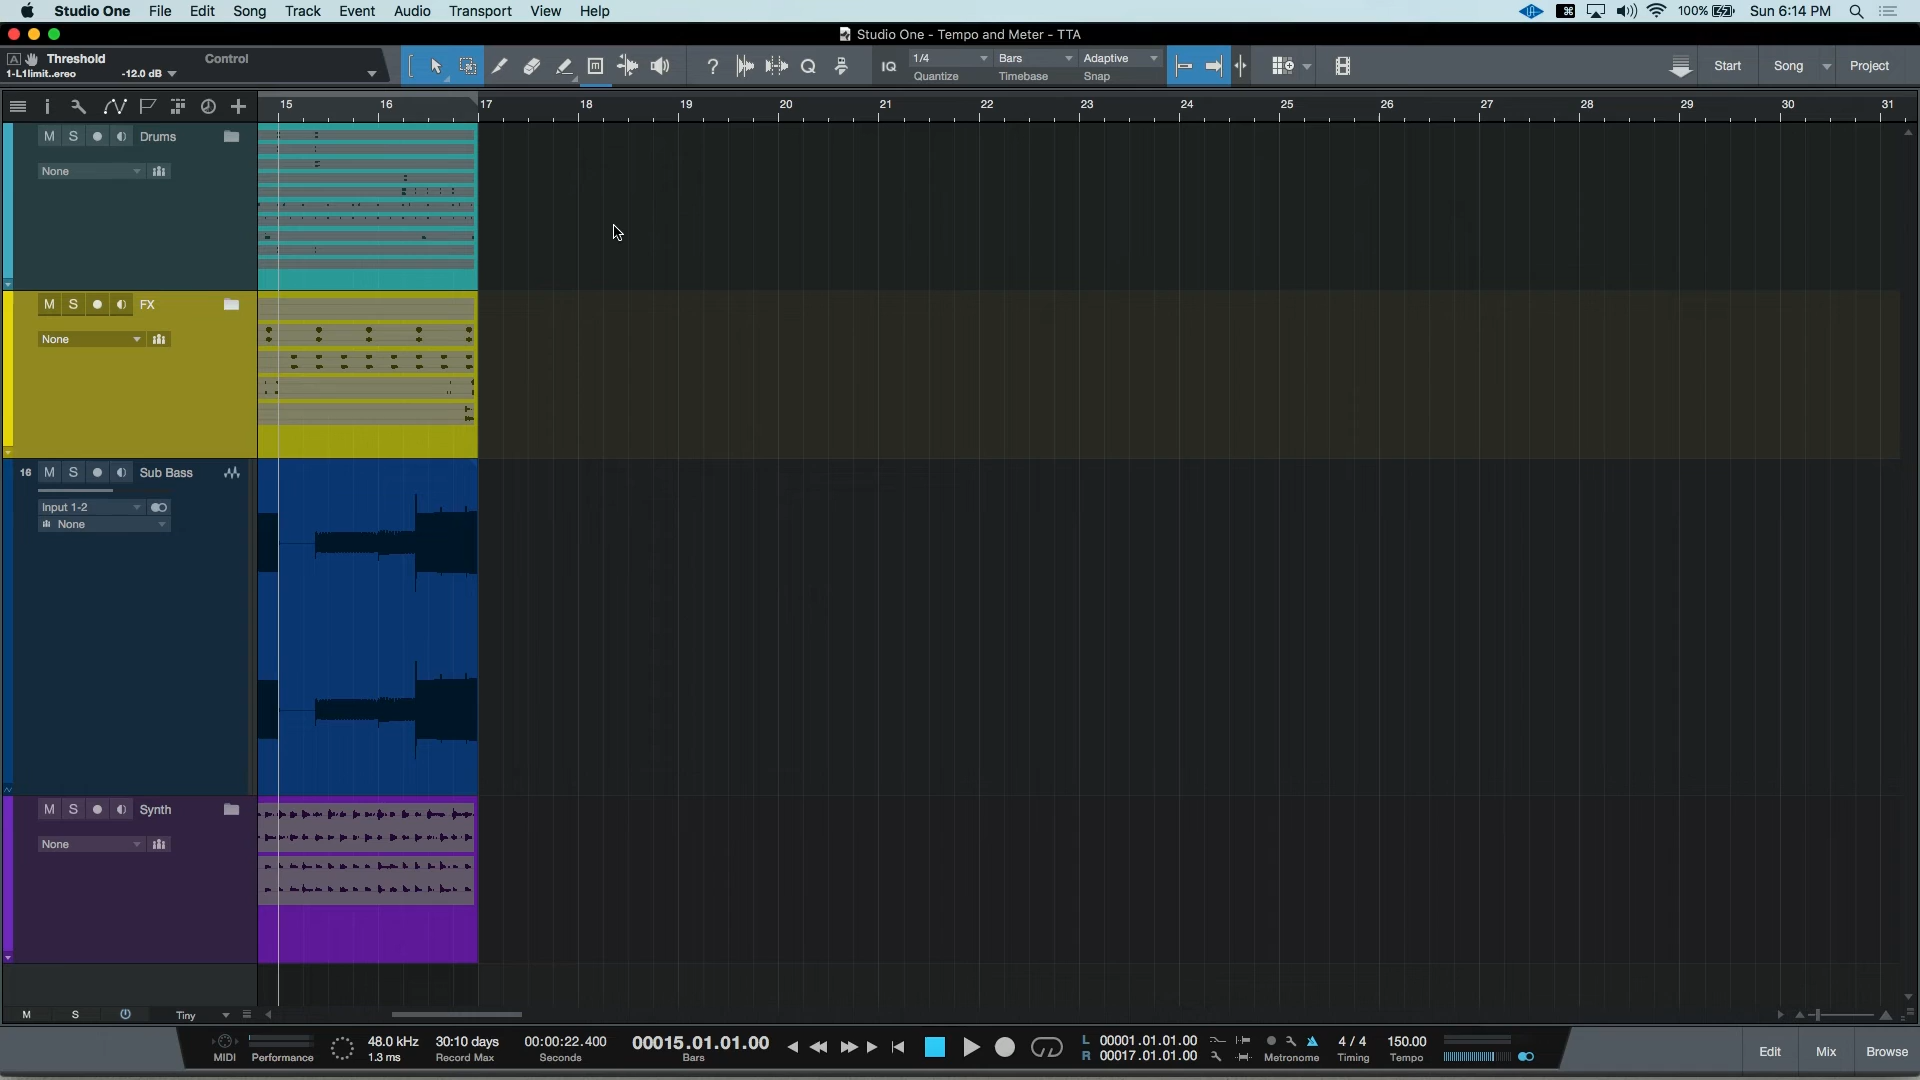 Studio One File Edit Song Track Event Audio Transport View Help 100% Sun 6:14 PM
Studio One - Tempo and Meter - TTA
A Threshold Control
1-L1limit..ereo -12.0 dB
IQ 1/4 Quantize Bars Timebase Adaptive Snap Start Song Project
15 16 17 18 19 20 21 22 23 24 25 26 27 28 29 30 31
M S Drums
None
M S FX
None
16 M S Sub Bass
Input 1-2
None
M S Synth
None
M S Tiny
MIDI Performance
48.0 kHz
1.3 ms
30:10 days
Record Max
00:00:22.400
Seconds
00015.01.01.00
Bars
L 00001.01.01.00
R 00017.01.01.00
Metronome
4 / 4
Timing
150.00
Tempo
Edit Mix Browse